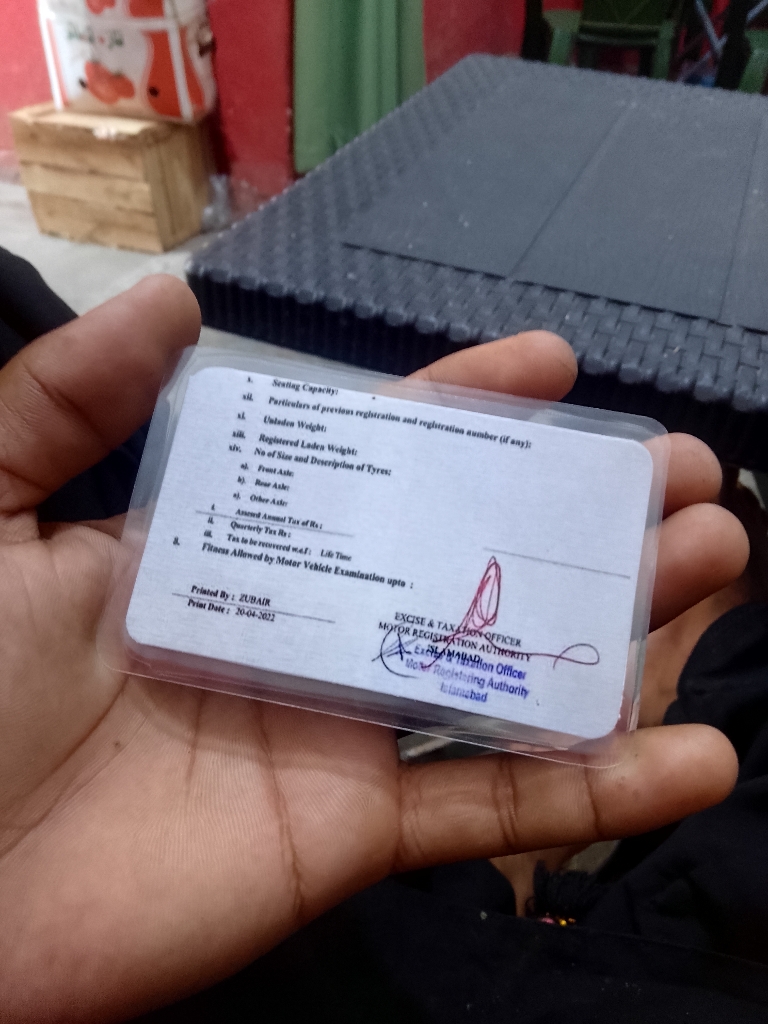 x. Seating Capacity:
xii. Particulars of previous registration and registration number (if any):
xi. Unladen Weight:
xiii. Registered Laden Weight:
xiv. No of Size and Description of Tyres:
a). Front Axle:
b). Rear Axle:
c). Other Axle:
i. Assessed Annual Tax of Rs :
ii. Quarterly Tax Rs :
iii. Tax to be recovered w.e.f : Life Time
8. Fitness Allowed by Motor Vehicle Examination upto :
Printed By : ZUBAIR
Print Date : 20-04-2022
EXCISE & TAXATION OFFICER
MOTOR REGISTRATION AUTHORITY
ISLAMABAD
Excise & Taxation Officer
Motor Registering Authority
Islamabad